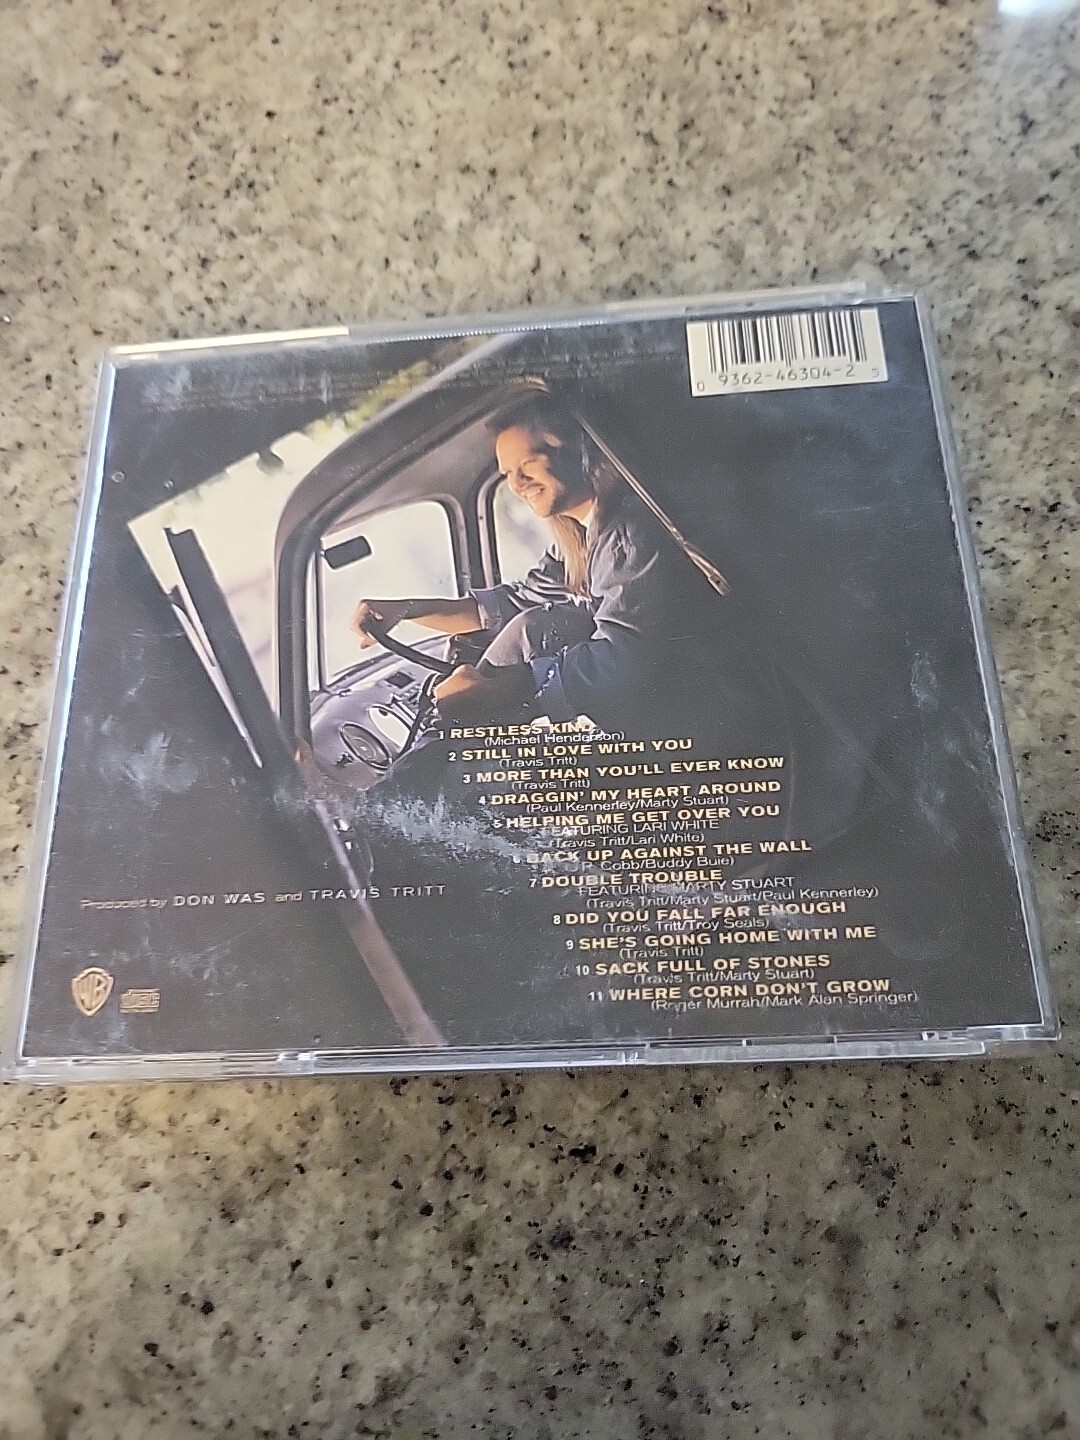 0 9362-46304-2 5
1 RESTLESS KIND
(Michael Henderson)
2 STILL IN LOVE WITH YOU
(Travis Tritt)
3 MORE THAN YOU'LL EVER KNOW
(Travis Tritt)
4 DRAGGIN' MY HEART AROUND
(Paul Kennerley/Marty Stuart)
5 HELPING ME GET OVER YOU
FEATURING LARI WHITE
(Travis Tritt/Lari White)
6 BACK UP AGAINST THE WALL
Cobb/Buddy Buie)
7 DOUBLE TROUBLE
FEATURING MARTY STUART
(Travis Tritt/Marty Stuart/Paul Kennerley)
8 DID YOU FALL FAR ENOUGH
(Travis Tritt/Troy Seals)
9 SHE'S GOING HOME WITH ME
(Travis Tritt)
10 SACK FULL OF STONES
(Travis Tritt/Marty Stuart)
11 WHERE CORN DON'T GROW
(Roger Murrah/Mark Alan Springer)
Produced by DON WAS and TRAVIS TRITT
WB
disc